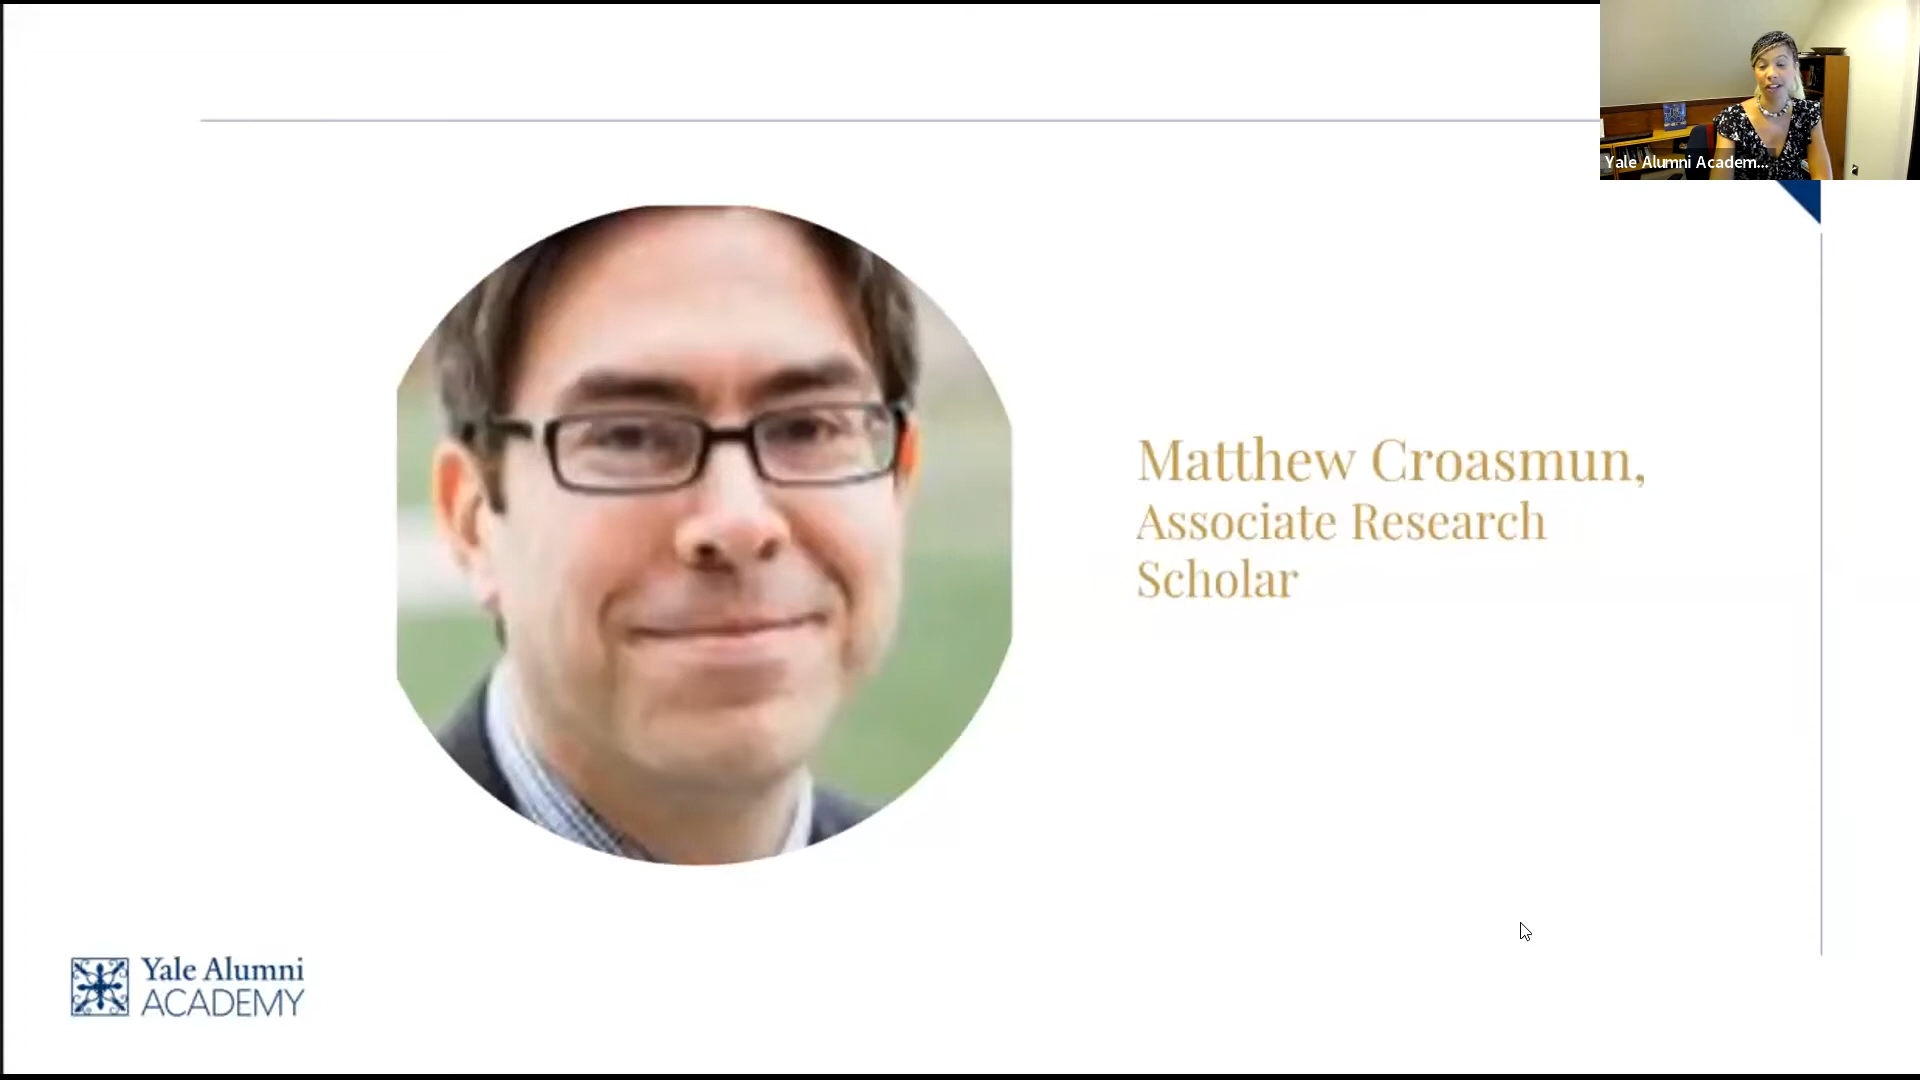 Yale Alumni Academ...
Matthew Croasmun,
Associate Research
Scholar
Yale Alumni
ACADEMY